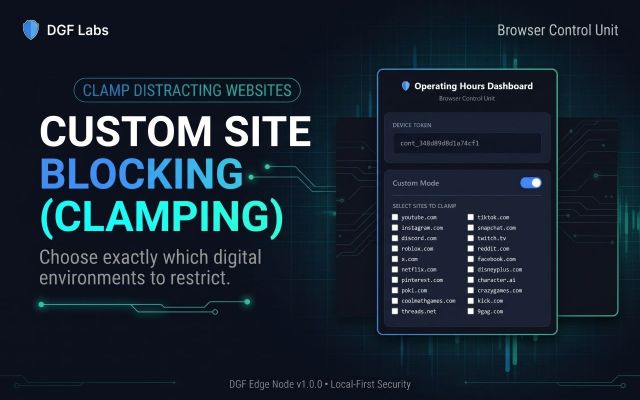 DGF Labs
Browser Control Unit
CLAMP DISTRACTING WEBSITES
CUSTOM SITE
BLOCKING
(CLAMPING)
Choose exactly which digital
environments to restrict.
Operating Hours Dashboard
Browser Control Unit
DEVICE TOKEN
cont_348d89d8d1a74cf1
Custom Mode
SELECT SITES TO CLAMP
youtube.com tiktok.com
instagram.com snapchat.com
discord.com twitch.tv
roblox.com reddit.com
x.com facebook.com
netflix.com disneyplus.com
pinterest.com character.ai
poki.com crazygames.com
coolmathgames.com kick.com
threads.net 9gag.com
DGF Edge Node v1.0.0 • Local-First Security